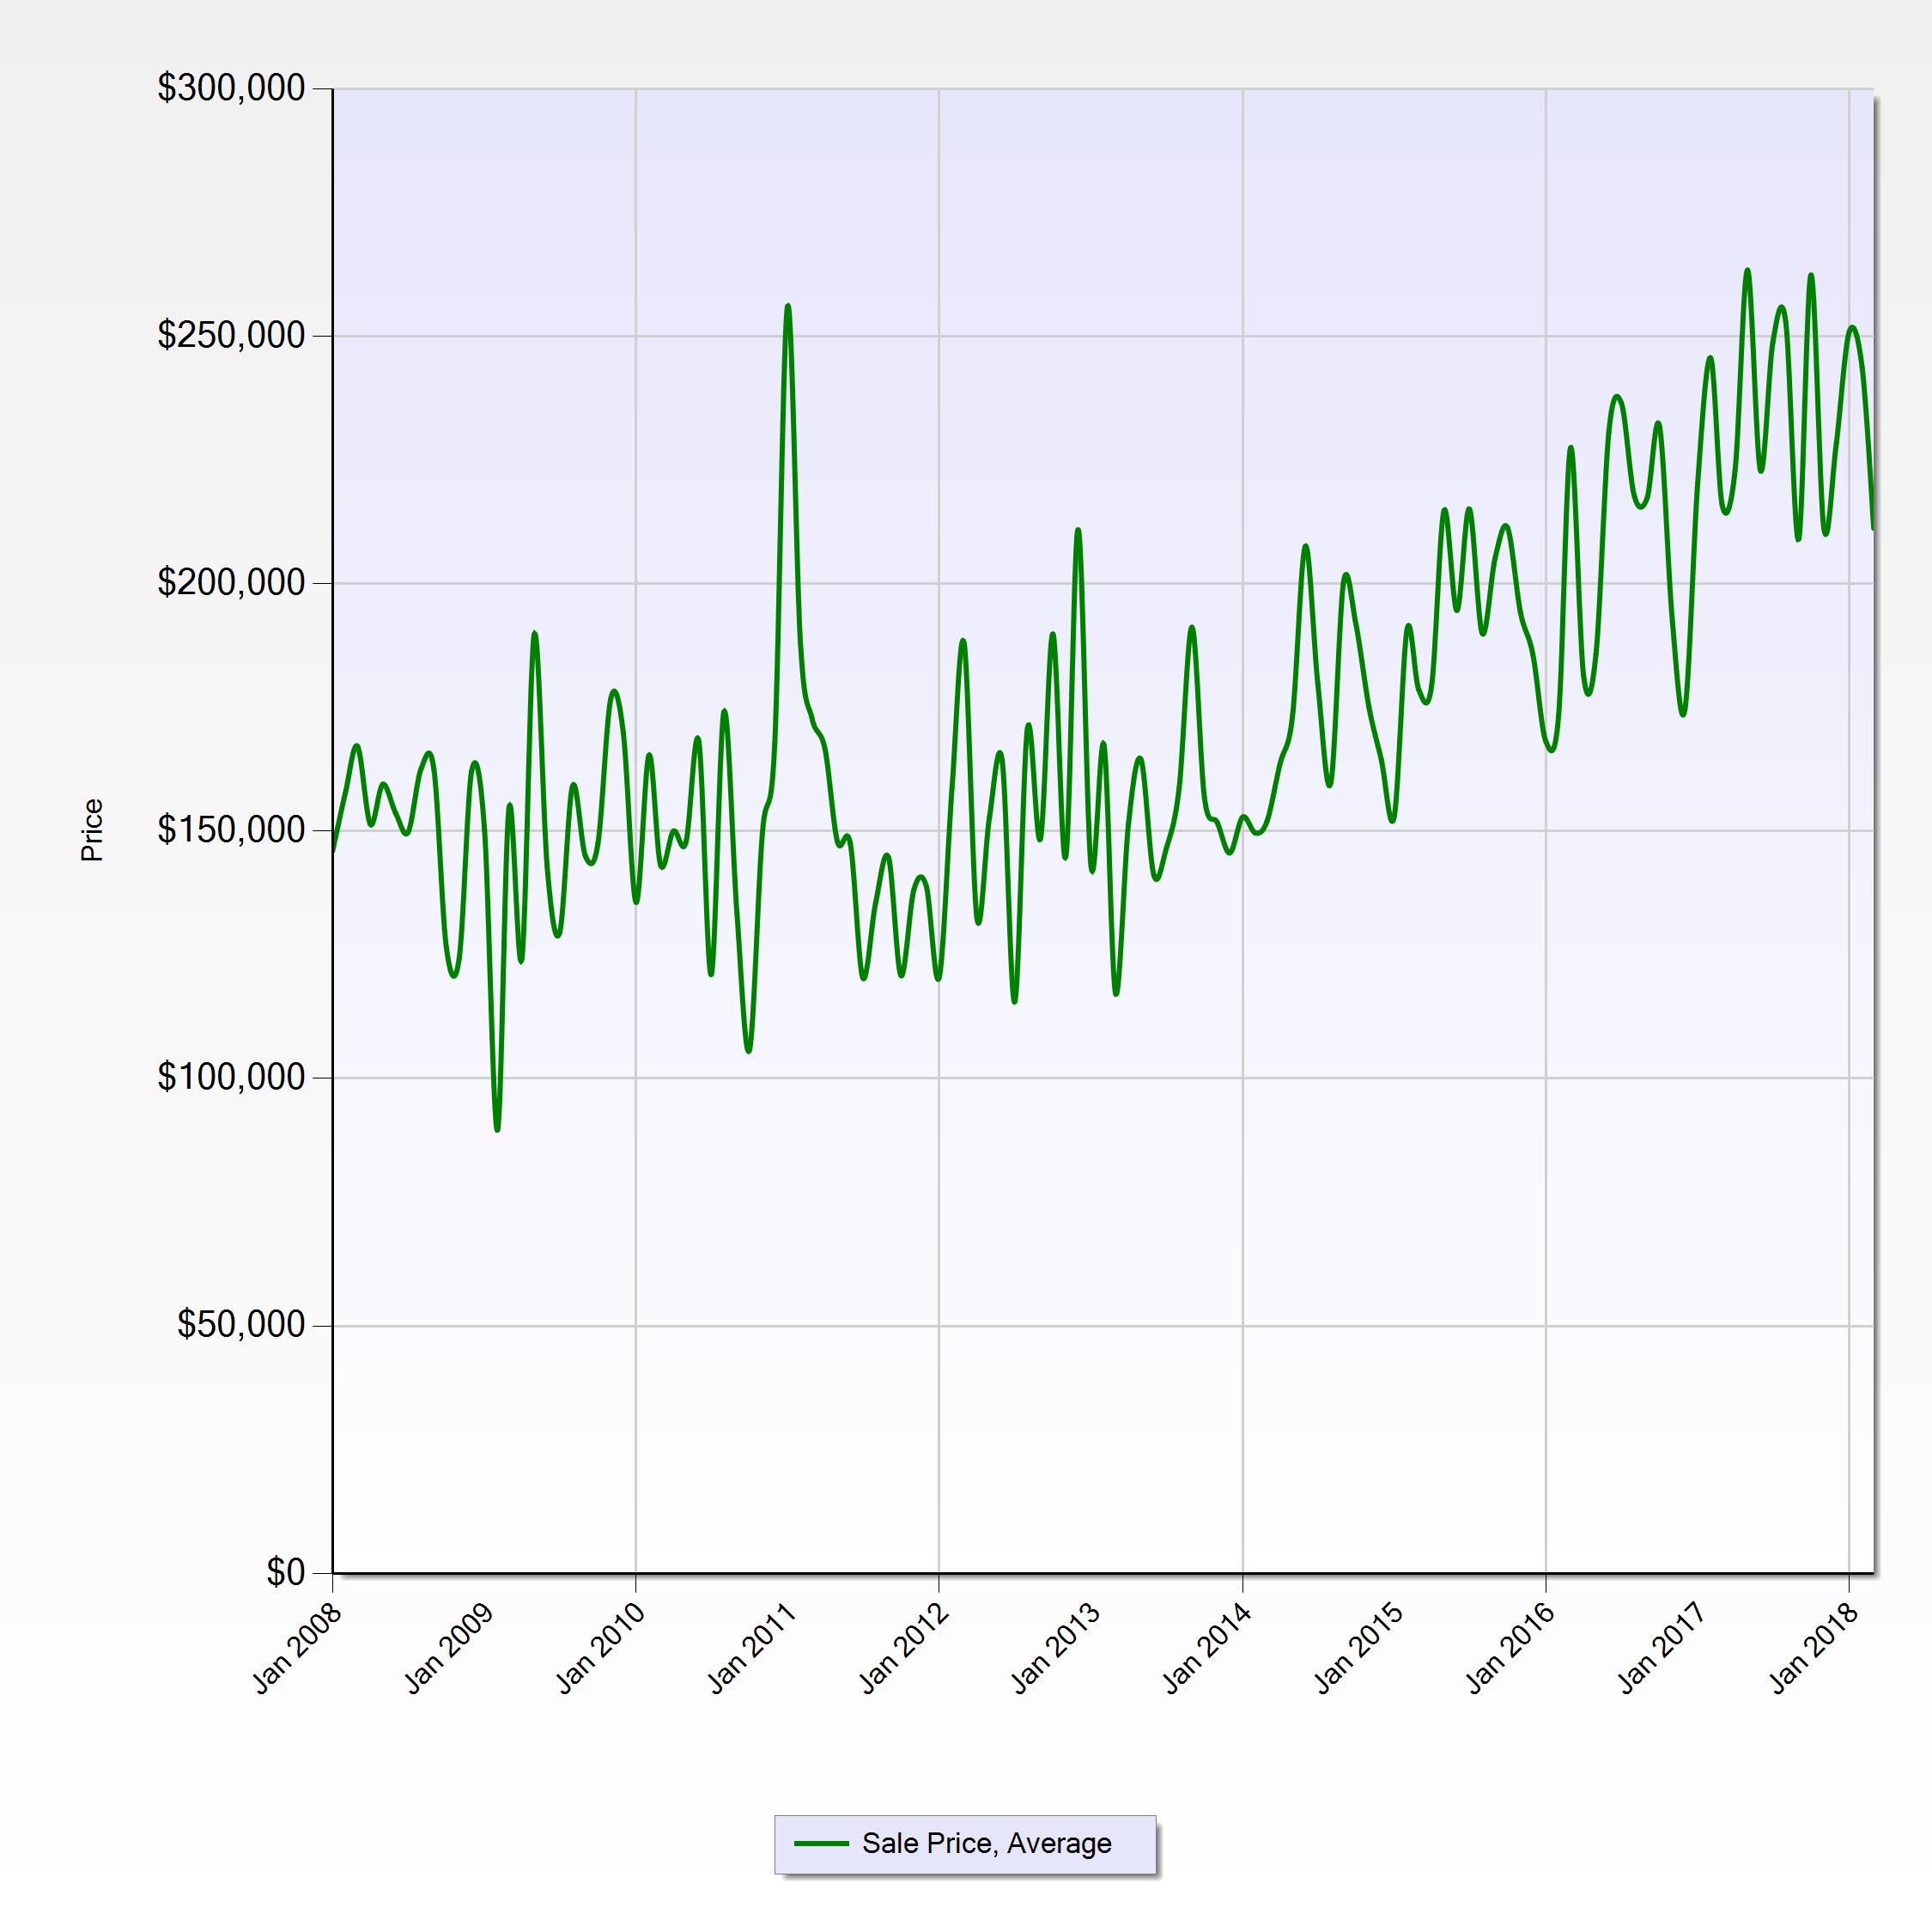 $300,000
$250,000
$200,000
$150,000
$100,000
$50,000
$0
Price
Jan 2008
Jan 2009
Jan 2010
Jan 2011
Jan 2012
Jan 2013
Jan 2014
Jan 2015
Jan 2016
Jan 2017
Jan 2018
Sale Price, Average